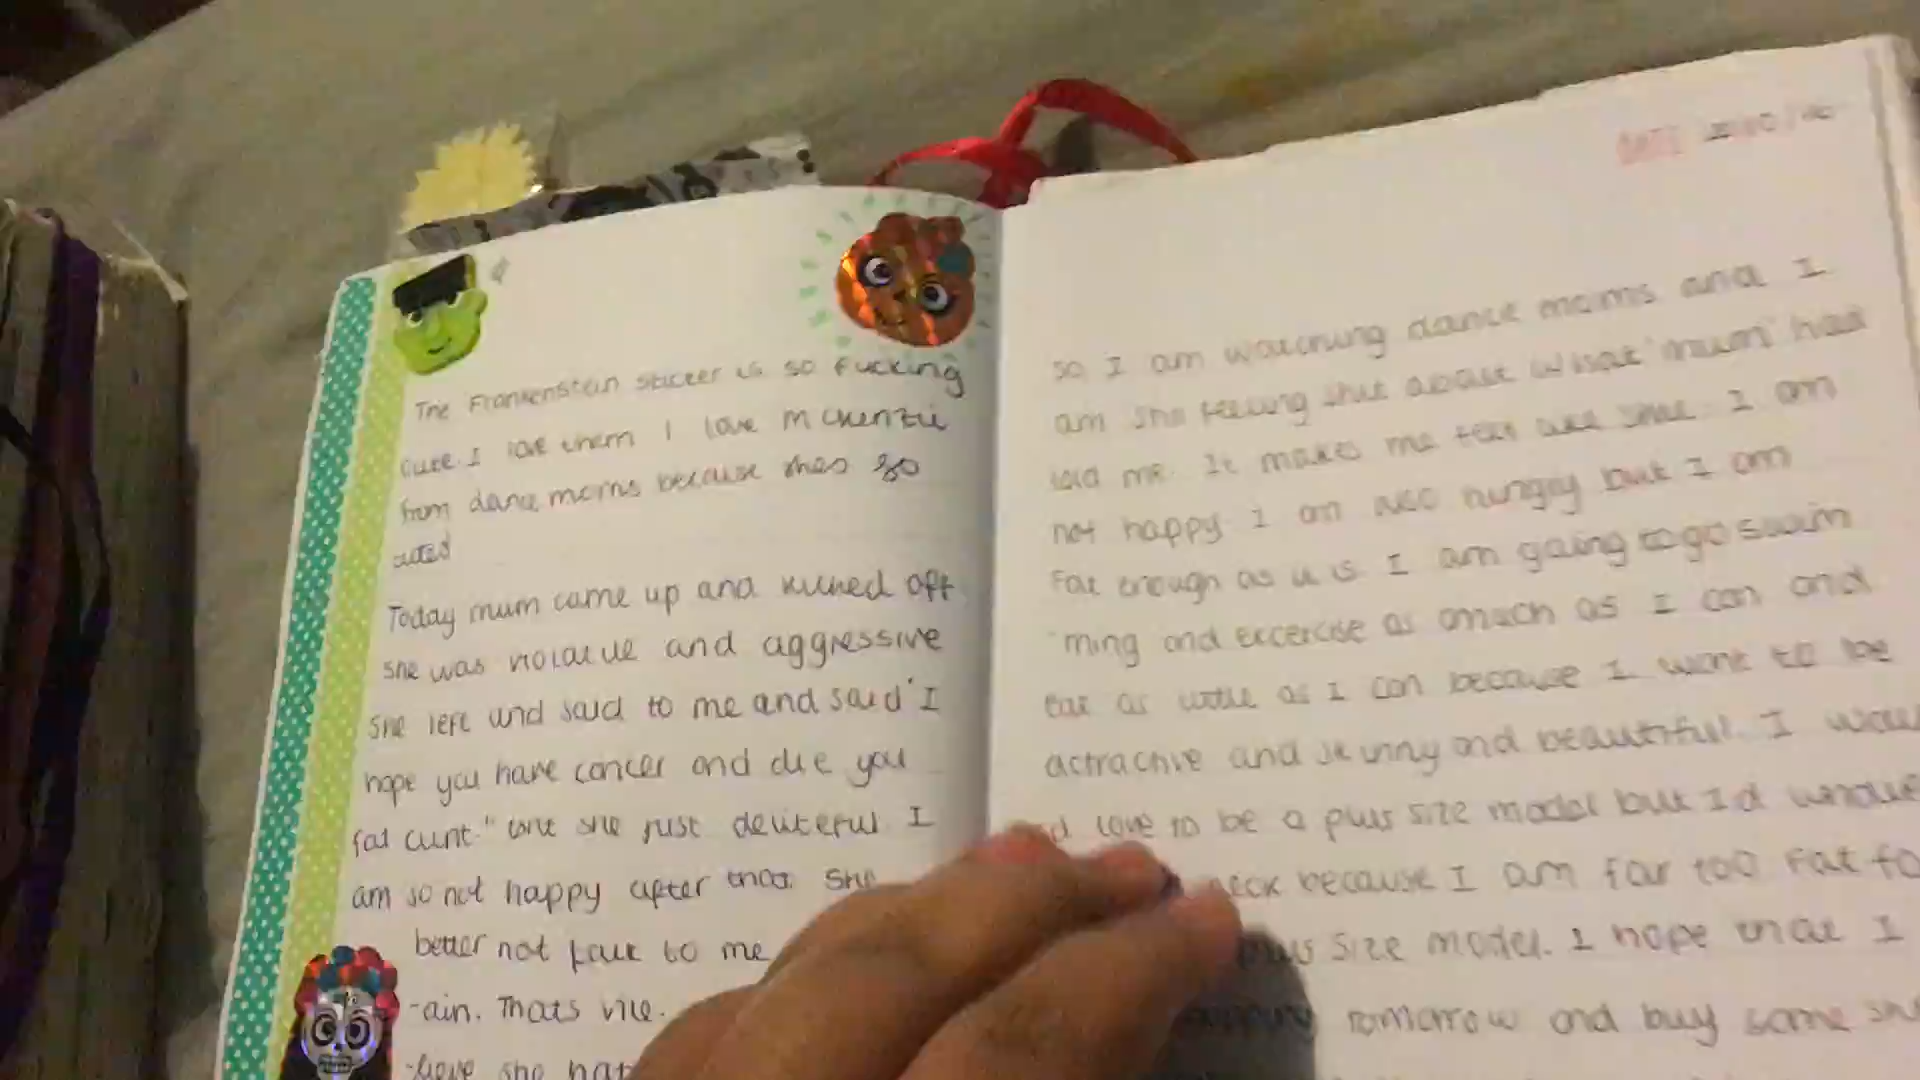 The Frankenstein sticker is so fucking
cute. I love them I love Mckenzie
from dance moms because shes so
cuted
Today mum came up and kicked off
she was and aggressive
she left and said to me and said "I
hope you have cancer and die you
fat cunt." I
am so not happy after that. She
better not talk to me
-ain. Thats vile.
she hat
DATE
So I am watching dance moms and I
am shit about what "mum" had
told me. It makes me feel like shit. I am
not happy. I am also hungry but I am
fat enough as it is I am going to go swim
-ming and excercise as much as I can and
eat as little as I can because I want to be
attractive and skinny and beautiful. I would
love to be a plus size model but I'd
because I am far too fat to
plus size model. I hope that I
tomorrow and buy some